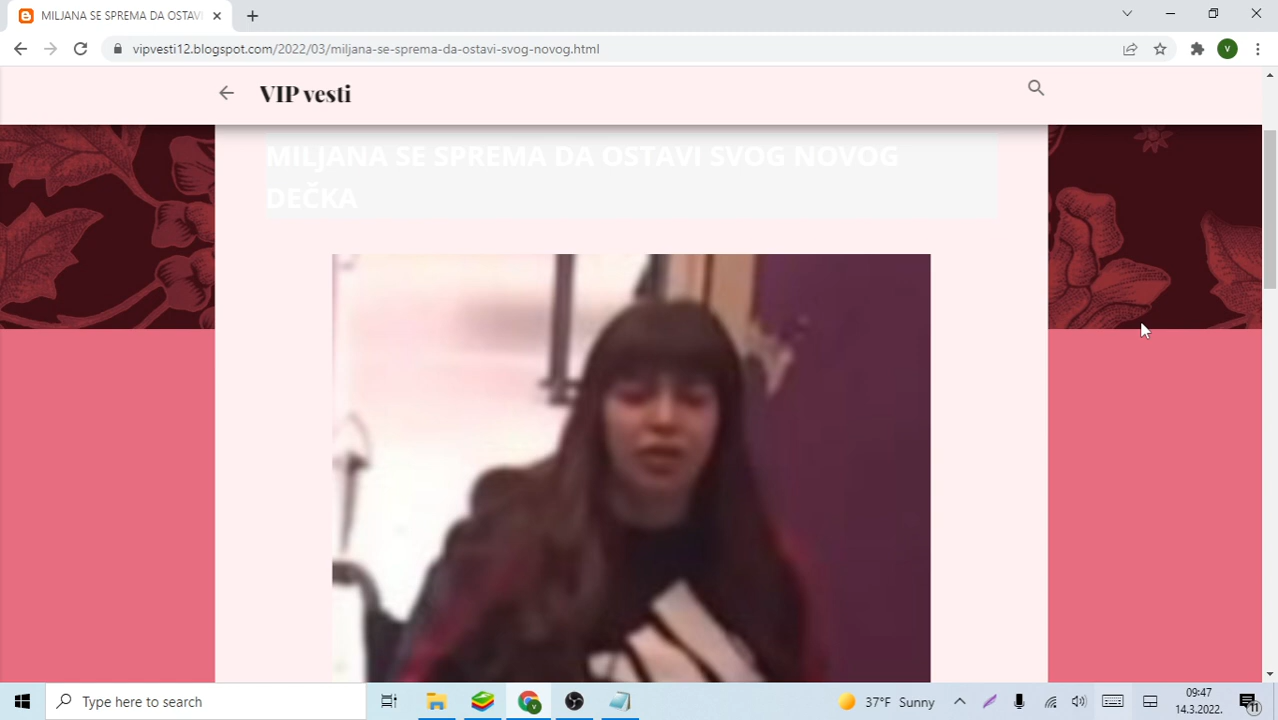 MILJANA SE SPREMA DA OSTAVI
vipvesti12.blogspot.com/2022/03/miljana-se-sprema-da-ostavi-svog-novog.html
V
VIP vesti
MILJANA SE SPREMA DA OSTAVI SVOG NOVOG
DEČKA
Type here to search
37°F Sunny
09:47
14.3.2022.
11